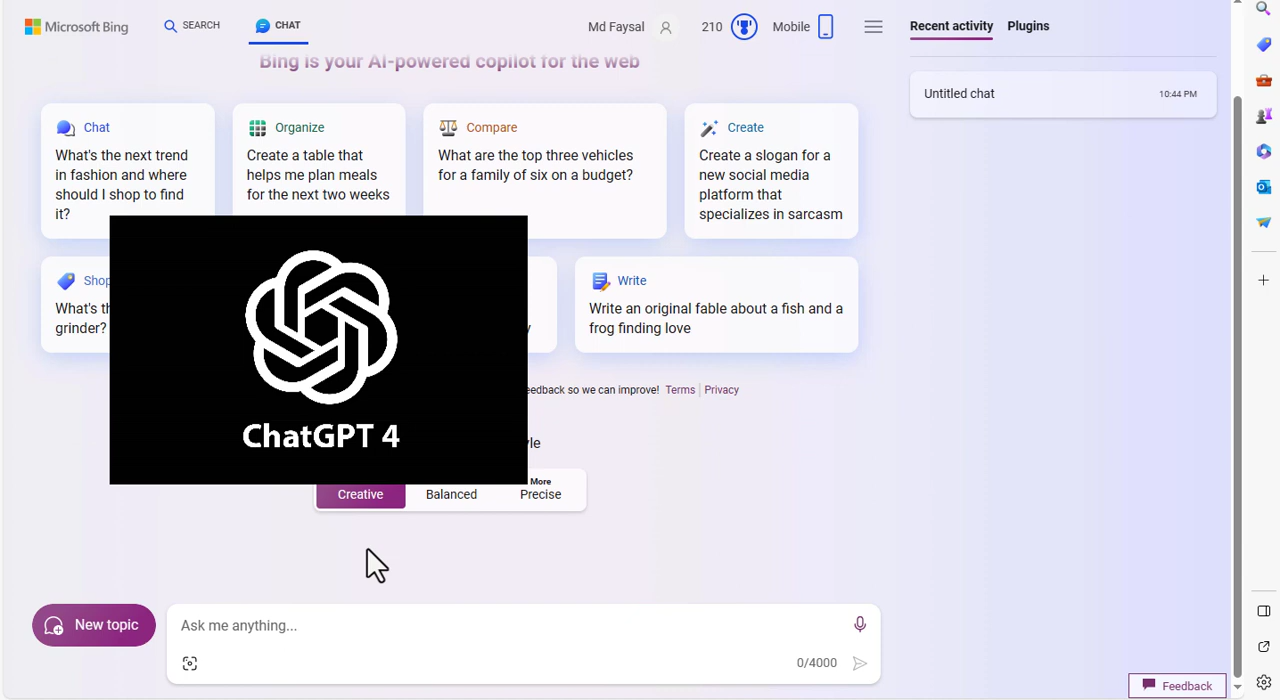 Microsoft Bing
SEARCH
CHAT
Md Faysal
210
Mobile
Recent activity
Plugins
Bing is your AI-powered copilot for the web
Untitled chat
10:44 PM
Chat
What's the next trend
in fashion and where
should I shop to find
it?
Organize
Create a table that
helps me plan meals
for the next two weeks
Compare
What are the top three vehicles
for a family of six on a budget?
Create
Create a slogan for a
new social media
platform that
specializes in sarcasm
Shop
What's th
grinder?
y
Write
Write an original fable about a fish and a
frog finding love
ChatGPT 4
eedback so we can improve! Terms Privacy
yle
Creative
Balanced
More
Precise
New topic
Ask me anything...
0/4000
Feedback